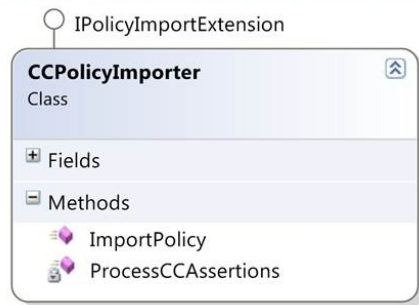 IPolicyImportExtension
CCPolicyImporter
Class
Fields
Methods
ImportPolicy
ProcessCCAssertions